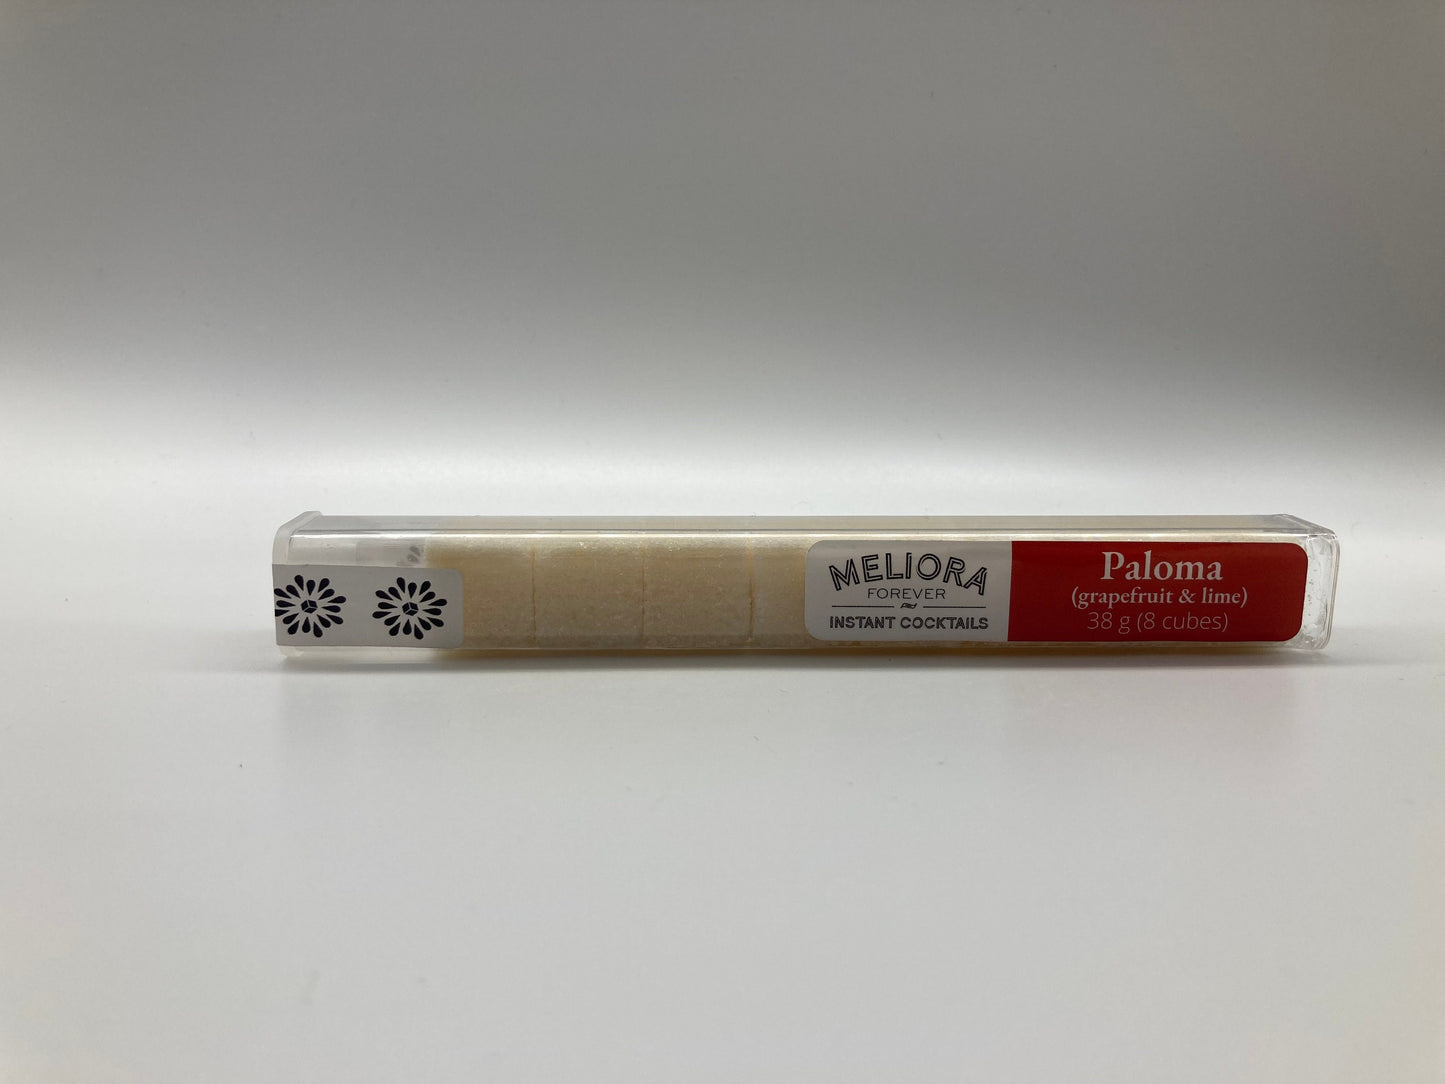 MELIORA
FOREVER
INSTANT COCKTAILS
Paloma
(grapefruit & lime)
38 g (8 cubes)